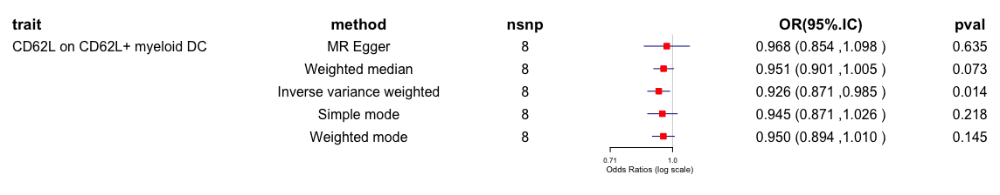 trait method nsnp OR(95%.IC) pval
CD62L on CD62L+ myeloid DC MR Egger 8 0.968 (0.854 ,1.098 ) 0.635
Weighted median 8 0.951 (0.901 ,1.005 ) 0.073
Inverse variance weighted 8 0.926 (0.871 ,0.985 ) 0.014
Simple mode 8 0.945 (0.871 ,1.026 ) 0.218
Weighted mode 8 0.950 (0.894 ,1.010 ) 0.145
0.71 1.0
Odds Ratios (log scale)